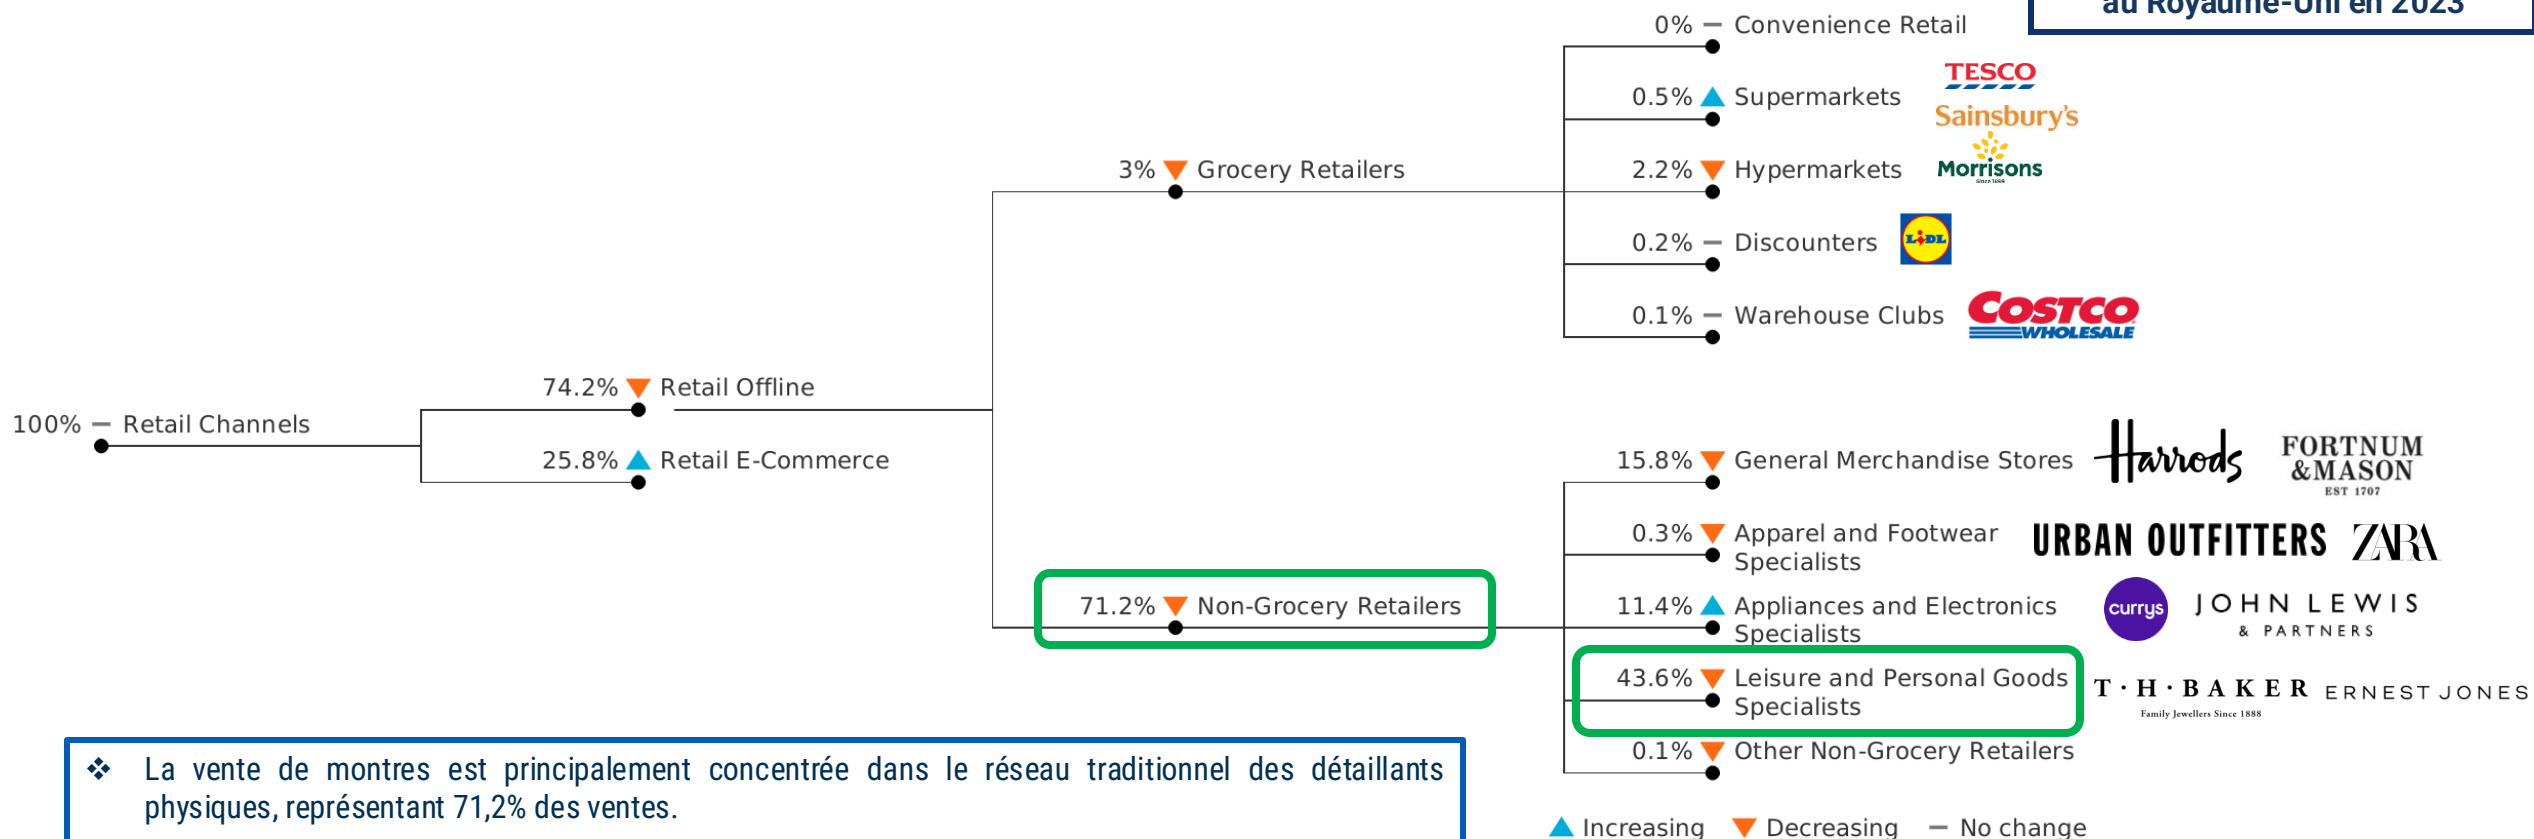 au Royaume-Uni en 2023
0% — Convenience Retail
TESCO
0.5% Supermarkets
Sainsbury's
3% Grocery Retailers
2.2% Hypermarkets
Morrisons
Since 1899
0.2% — Discounters
LiDL
0.1% — Warehouse Clubs
COSTCO
WHOLESALE
74.2% Retail Offline
100% — Retail Channels
25.8% Retail E-Commerce
15.8% General Merchandise Stores
Harrods
FORTNUM
&MASON
EST 1707
0.3% Apparel and Footwear
Specialists
URBAN OUTFITTERS
ZARA
71.2% Non-Grocery Retailers
11.4% Appliances and Electronics
Specialists
currys
JOHN LEWIS
& PARTNERS
43.6% Leisure and Personal Goods
Specialists
T·H·BAKER
Family Jewellers Since 1888
ERNEST JONES
0.1% Other Non-Grocery Retailers
❖ La vente de montres est principalement concentrée dans le réseau traditionnel des détaillants
physiques, représentant 71,2% des ventes.
Increasing Decreasing — No change